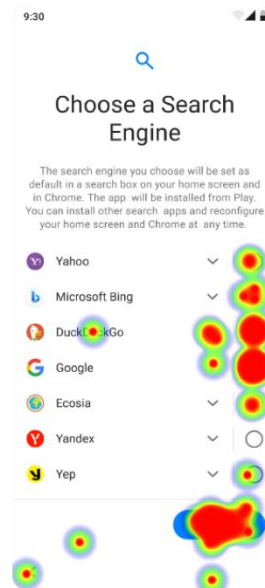 9:30
Choose a Search
Engine
The search engine you choose will be set as
default in a search box on your home screen and
in Chrome. The app will be installed from Play.
You can install other search apps and reconfigure
your home screen and Chrome at any time.
Yahoo
Microsoft Bing
DuckDuckGo
Google
Ecosia
Yandex
Yep